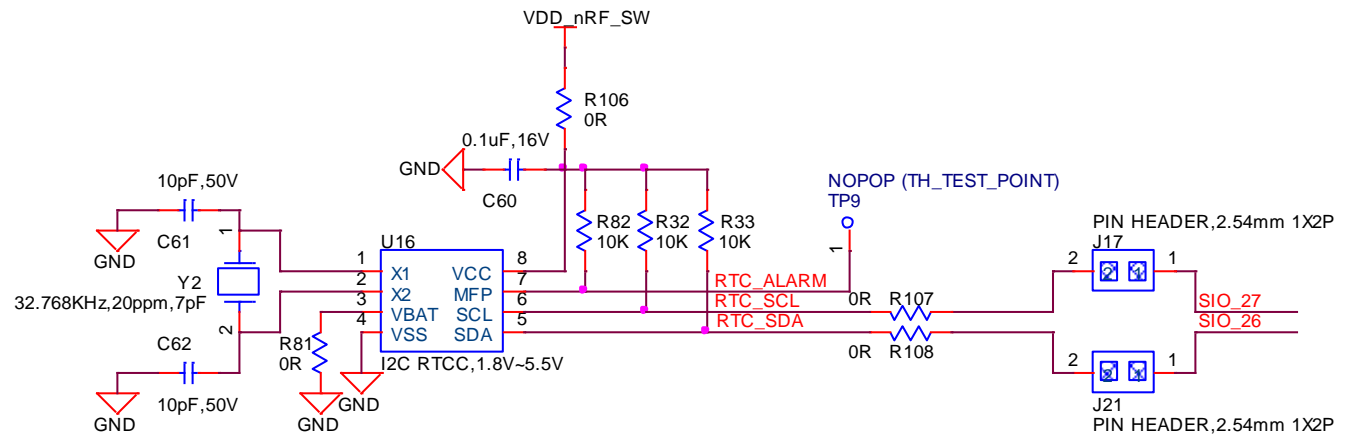 VDD_nRF_SW
R106
0R
0.1uF,16V
GND
C60
10pF,50V
C61
GND
1
Y2
32.768KHz,20ppm,7pF
2
C62
10pF,50V
GND
R81
0R
GND
GND
U16
1
2
3
4
X1
X2
VBAT
VSS
VCC
MFP
SCL
SDA
8
7
6
5
I2C RTCC,1.8V~5.5V
R82
10K
R32
10K
R33
10K
NOPOP (TH_TEST_POINT)
TP9
1
RTC_ALARM
RTC_SCL
RTC_SDA
0R R107
0R R108
PIN HEADER,2.54mm 1X2P
J17
2
2 1
1
SIO_27
SIO_26
2
2 1
1
J21
PIN HEADER,2.54mm 1X2P